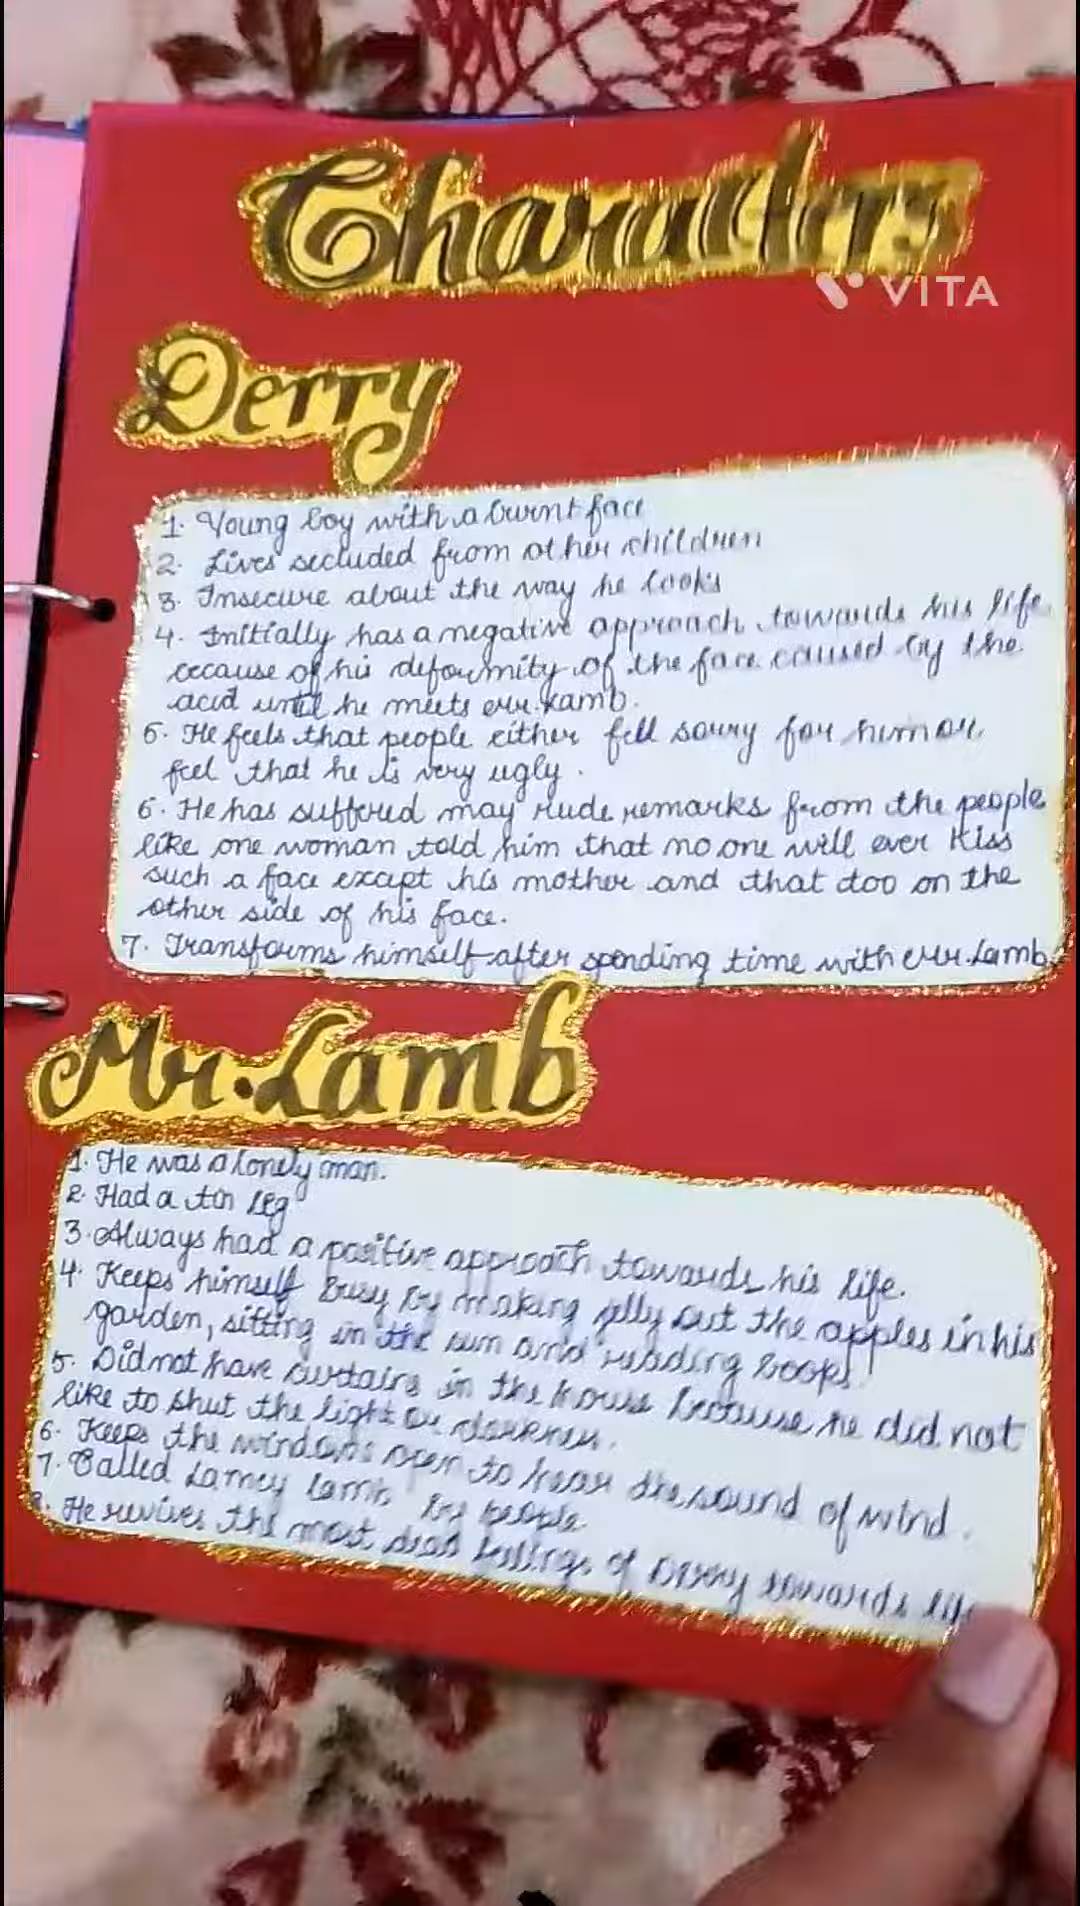 Characters
VITA
Derry
1. Young boy with a burnt face
2. Lives secluded from other children
3. Insecure about the way he looks
4. Initially has a negative approach towards his life
because of his deformity of the face caused by the
acid until he meets Mr. Lamb.
5. He feels that people either fell sorry for him or
feel that he is very ugly.
6. He has suffered may rude remarks from the people
like one woman told him that no one will ever kiss
such a face except his mother and that too on the
other side of his face.
7. Transforms himself after spending time with Mr. Lamb
Mr. Lamb
1. He was a lonely man.
2. Had a tin leg
3. Always had a positive approach towards his life.
4. Keeps himself busy by making jelly out the apples in his
garden, sitting in the sun and reading books.
5. Did not have curtains in the house because he did not
like to shut the light or darkness.
6. Keeps the windows open to hear the sound of wind.
7. Called Lamey Lamb by people
8. He revives the most dead feelings of Derry towards life